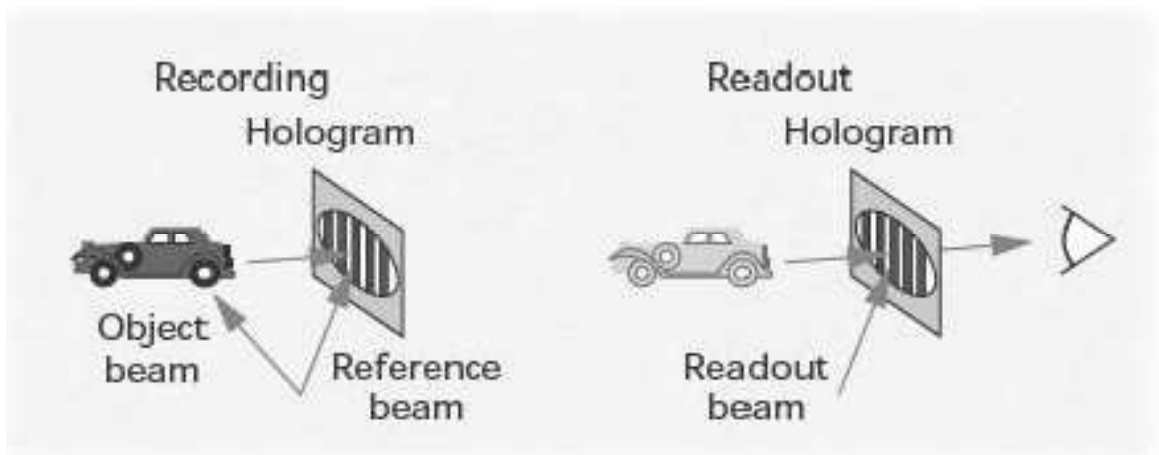 Recording
Hologram
Object
beam
Reference
beam
Readout
Hologram
Readout
beam